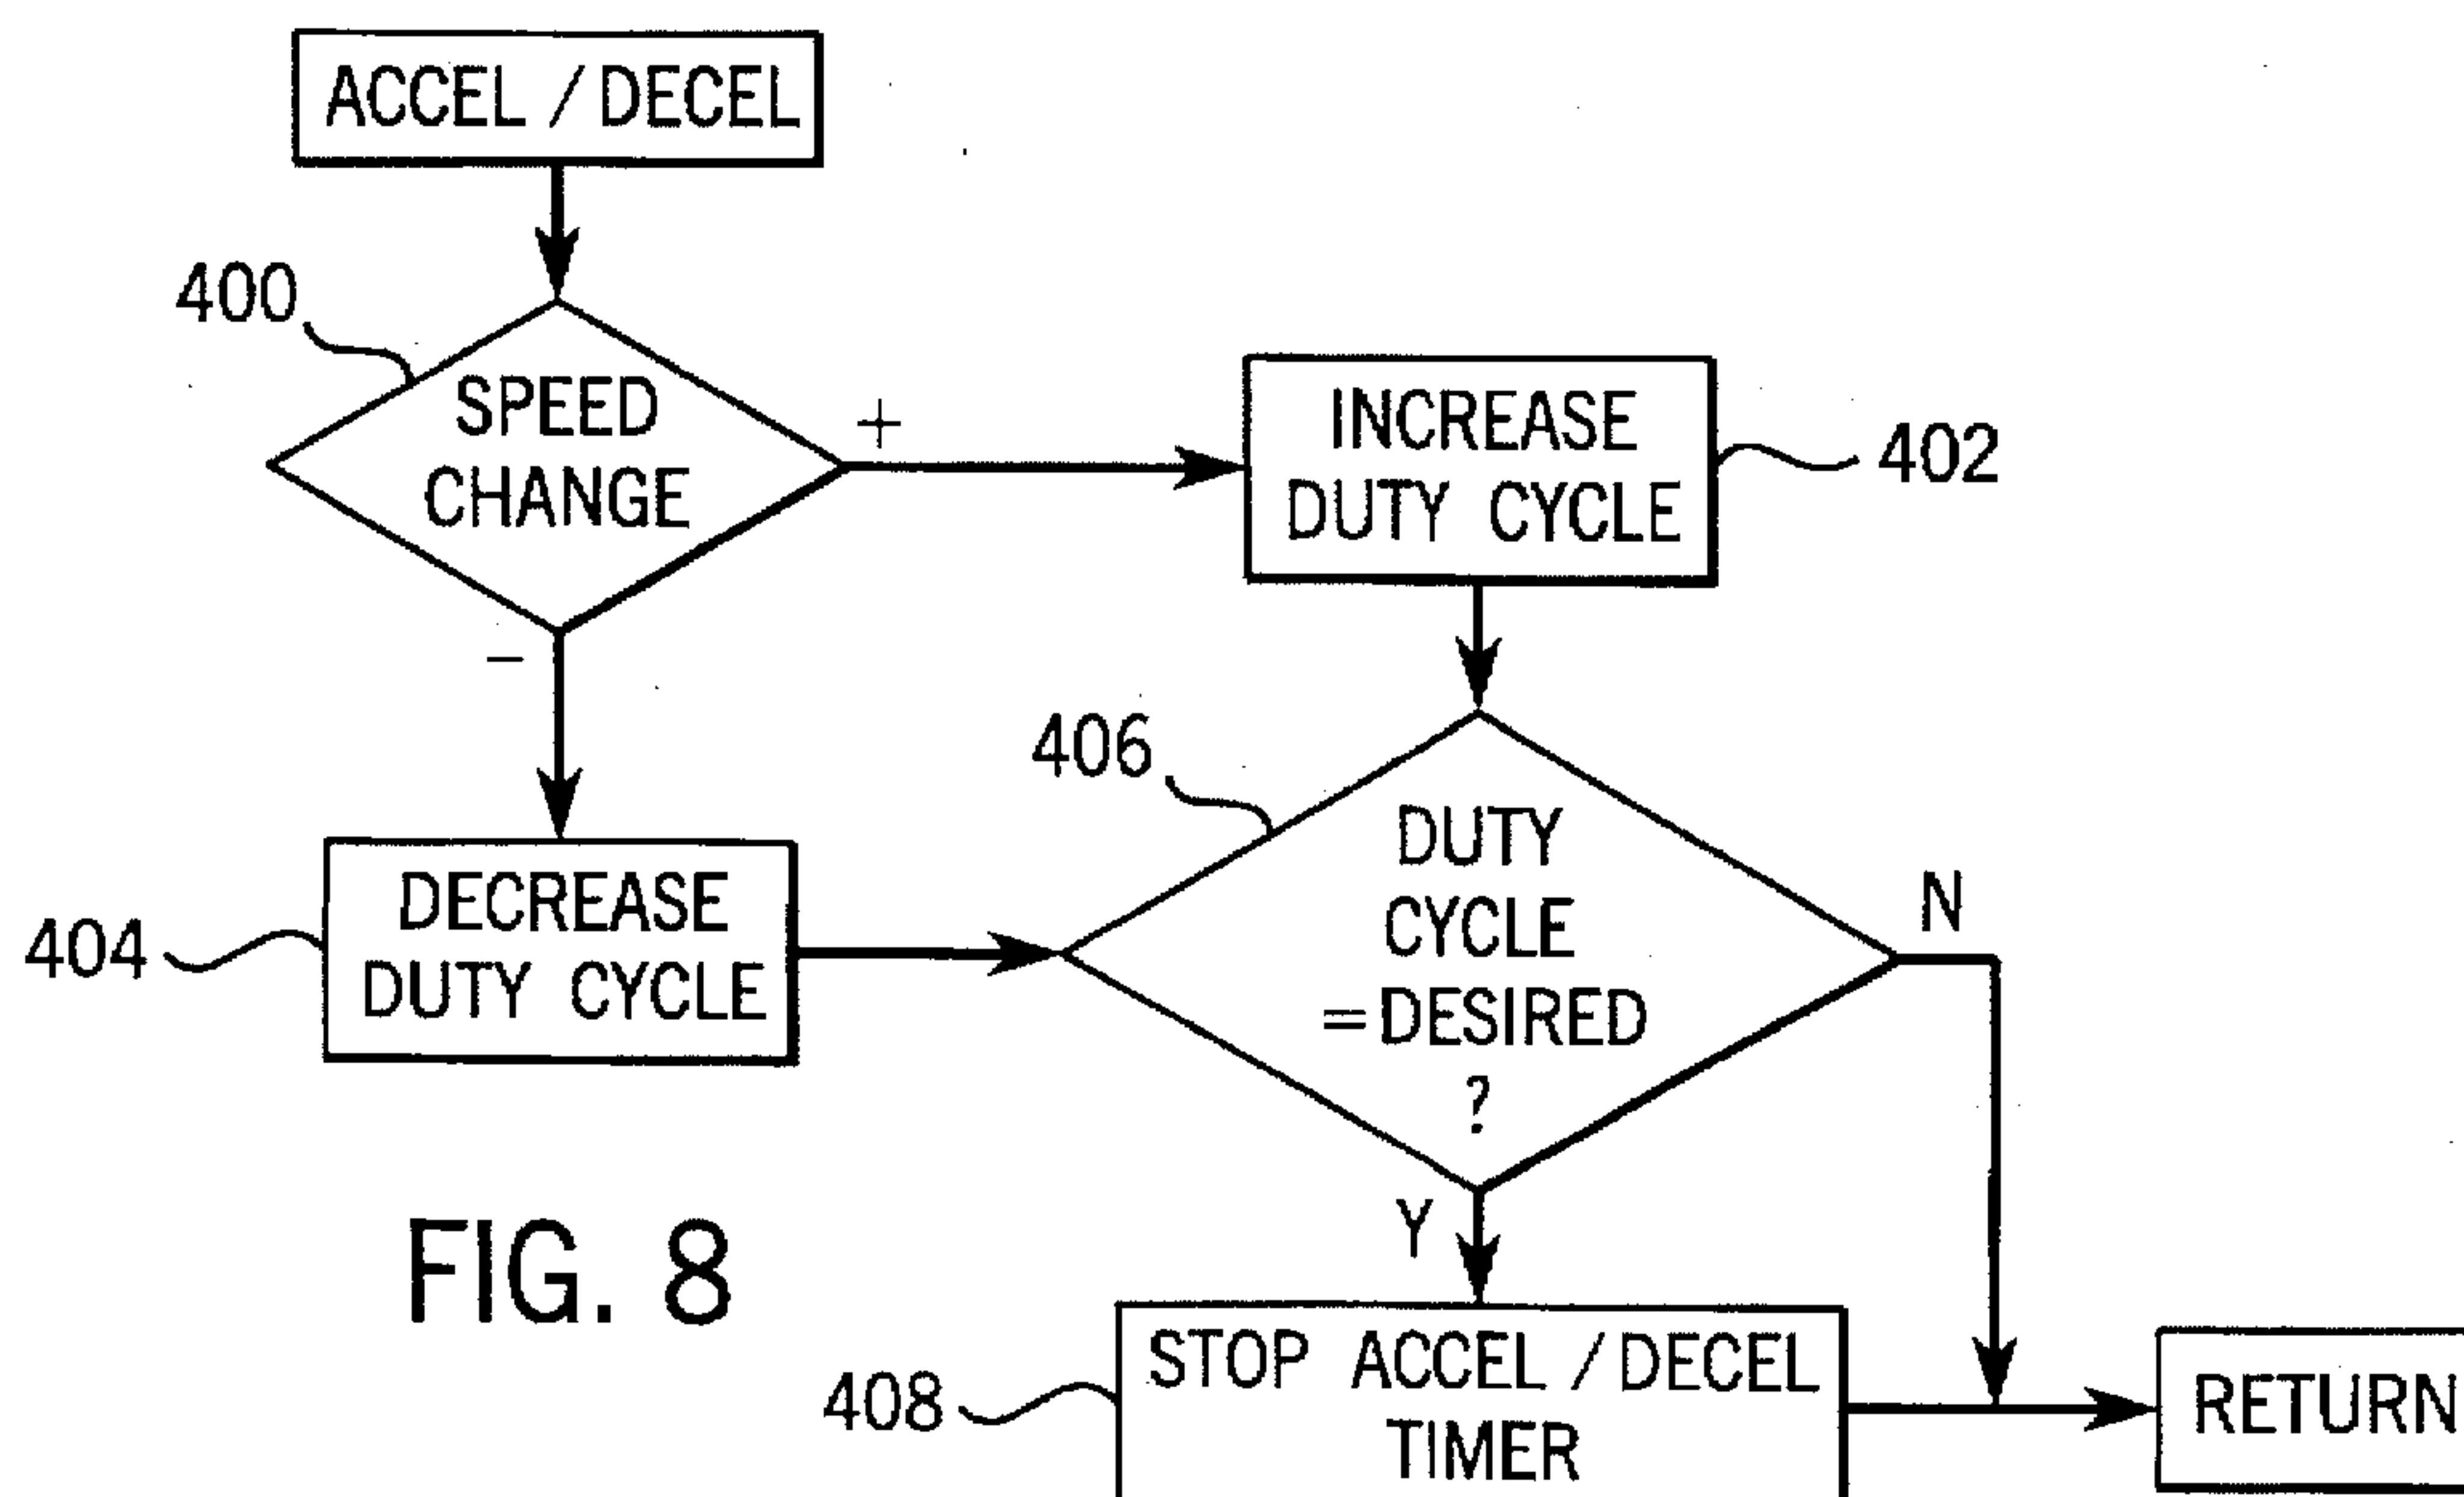 ACCEL / DECEL
400
SPEED
CHANGE
+
−
INCREASE
DUTY CYCLE
402
404
DECREASE
DUTY CYCLE
406
DUTY
CYCLE
=DESIRED
?
N
Y
FIG. 8
408
STOP ACCEL / DECEL
TIMER
RETURN